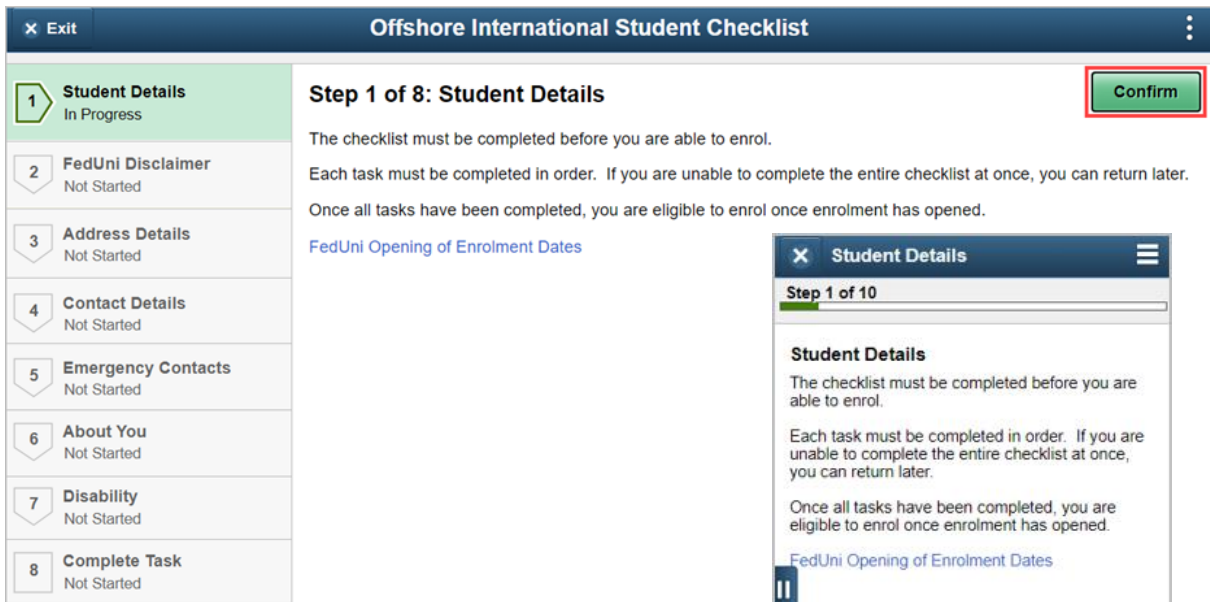 Exit
Offshore International Student Checklist
1
Student Details
In Progress
2
FedUni Disclaimer
Not Started
3
Address Details
Not Started
4
Contact Details
Not Started
5
Emergency Contacts
Not Started
6
About You
Not Started
7
Disability
Not Started
8
Complete Task
Not Started
Step 1 of 8: Student Details
Confirm
The checklist must be completed before you are able to enrol.
Each task must be completed in order. If you are unable to complete the entire checklist at once, you can return later.
Once all tasks have been completed, you are eligible to enrol once enrolment has opened.
FedUni Opening of Enrolment Dates
Student Details
Step 1 of 10
Student Details
The checklist must be completed before you are
able to enrol.
Each task must be completed in order. If you are
unable to complete the entire checklist at once,
you can return later.
Once all tasks have been completed, you are
eligible to enrol once enrolment has opened.
FedUni Opening of Enrolment Dates